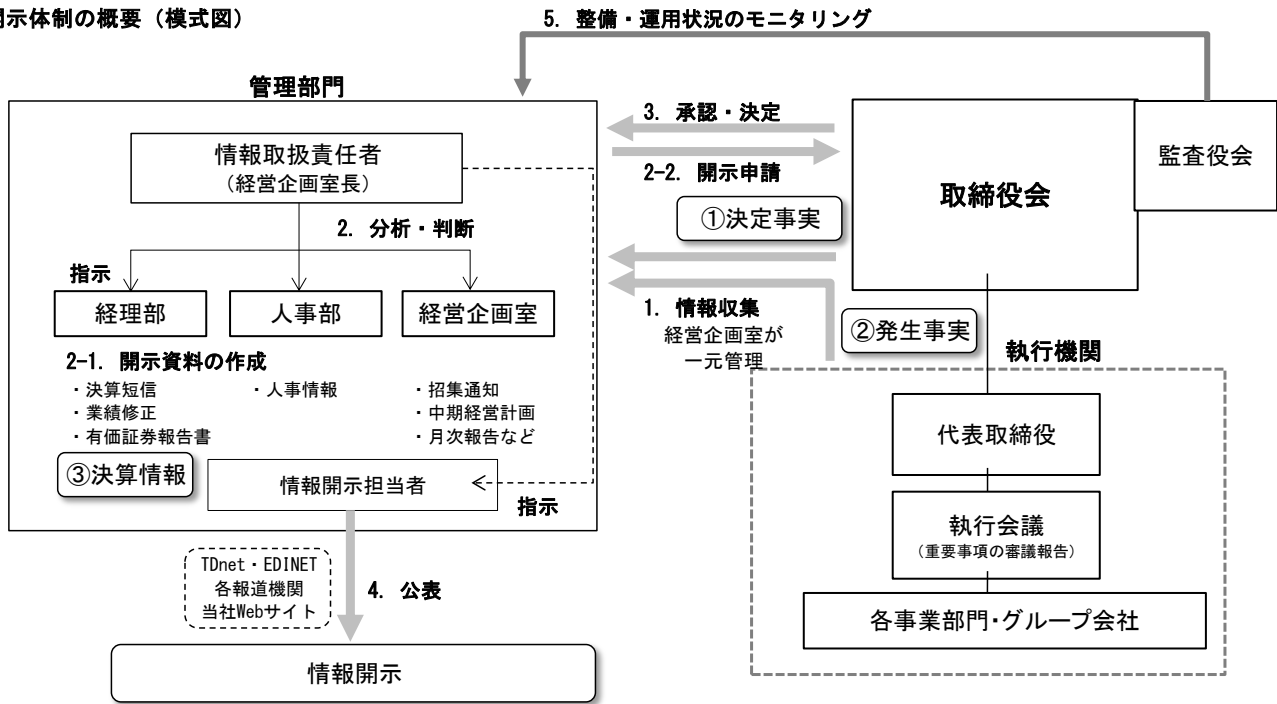 開示体制の概要（模式図）
5. 整備・運用状況のモニタリング
管理部門
情報取扱責任者
（経営企画室長）
2. 分析・判断
指示
経理部
人事部
経営企画室
2-1. 開示資料の作成
・決算短信
・業績修正
・有価証券報告書
・人事情報
・招集通知
・中期経営計画
・月次報告など
③決算情報
情報開示担当者
指示
TDnet・EDINET
各報道機関
当社Webサイト
4. 公表
情報開示
3. 承認・決定
2-2. 開示申請
①決定事実
1. 情報収集
経営企画室が
一元管理
②発生事実
取締役会
監査役会
執行機関
代表取締役
執行会議
（重要事項の審議報告）
各事業部門・グループ会社